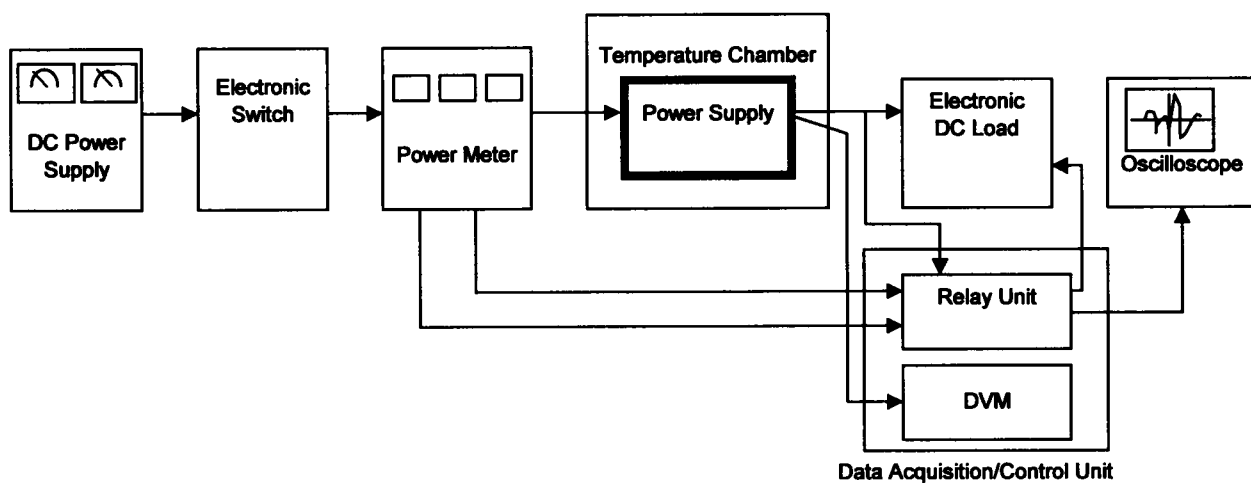 DC Power
Supply
Electronic
Switch
Power Meter
Temperature Chamber
Power Supply
Electronic
DC Load
Oscilloscope
Relay Unit
DVM
Data Acquisition/Control Unit